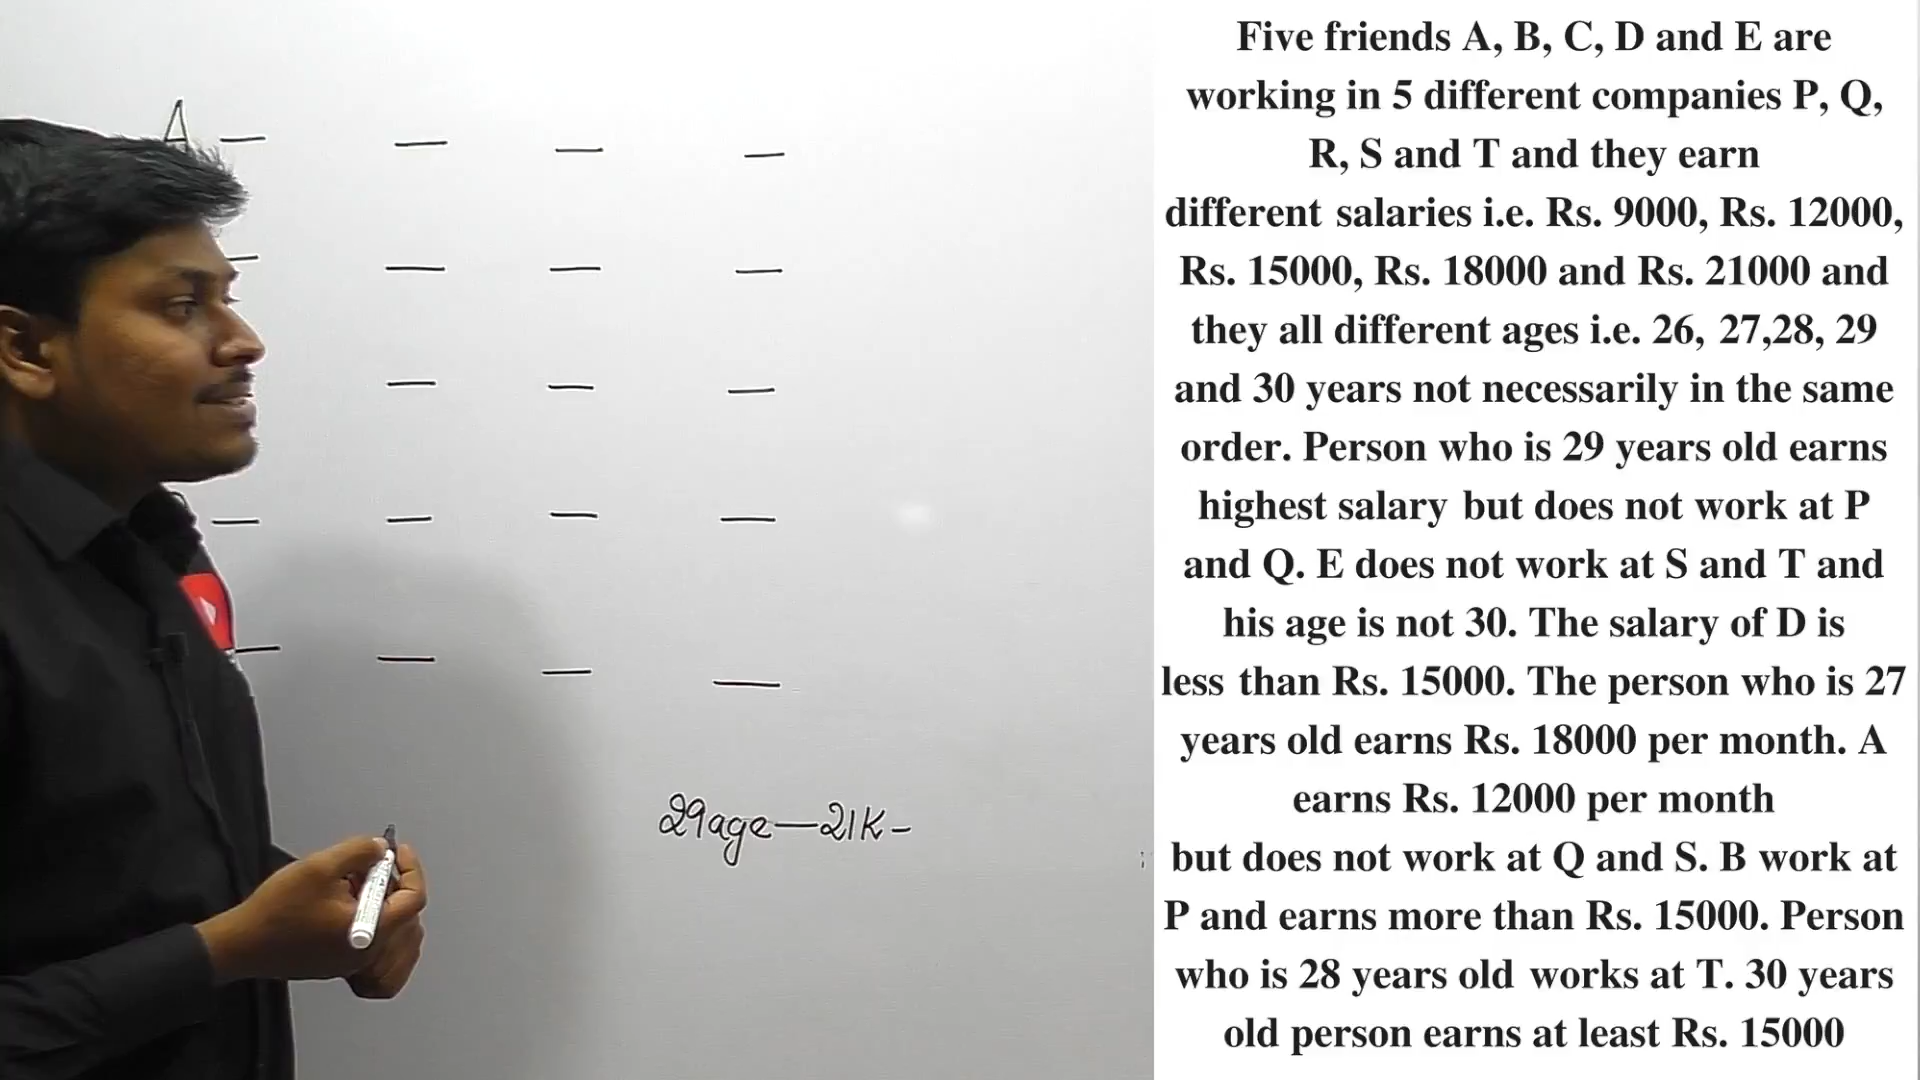 A
29age—21K-
Five friends A, B, C, D and E are
working in 5 different companies P, Q,
R, S and T and they earn
different salaries i.e. Rs. 9000, Rs. 12000,
Rs. 15000, Rs. 18000 and Rs. 21000 and
they all different ages i.e. 26, 27,28, 29
and 30 years not necessarily in the same
order. Person who is 29 years old earns
highest salary but does not work at P
and Q. E does not work at S and T and
his age is not 30. The salary of D is
less than Rs. 15000. The person who is 27
years old earns Rs. 18000 per month. A
earns Rs. 12000 per month
but does not work at Q and S. B work at
P and earns more than Rs. 15000. Person
who is 28 years old works at T. 30 years
old person earns at least Rs. 15000